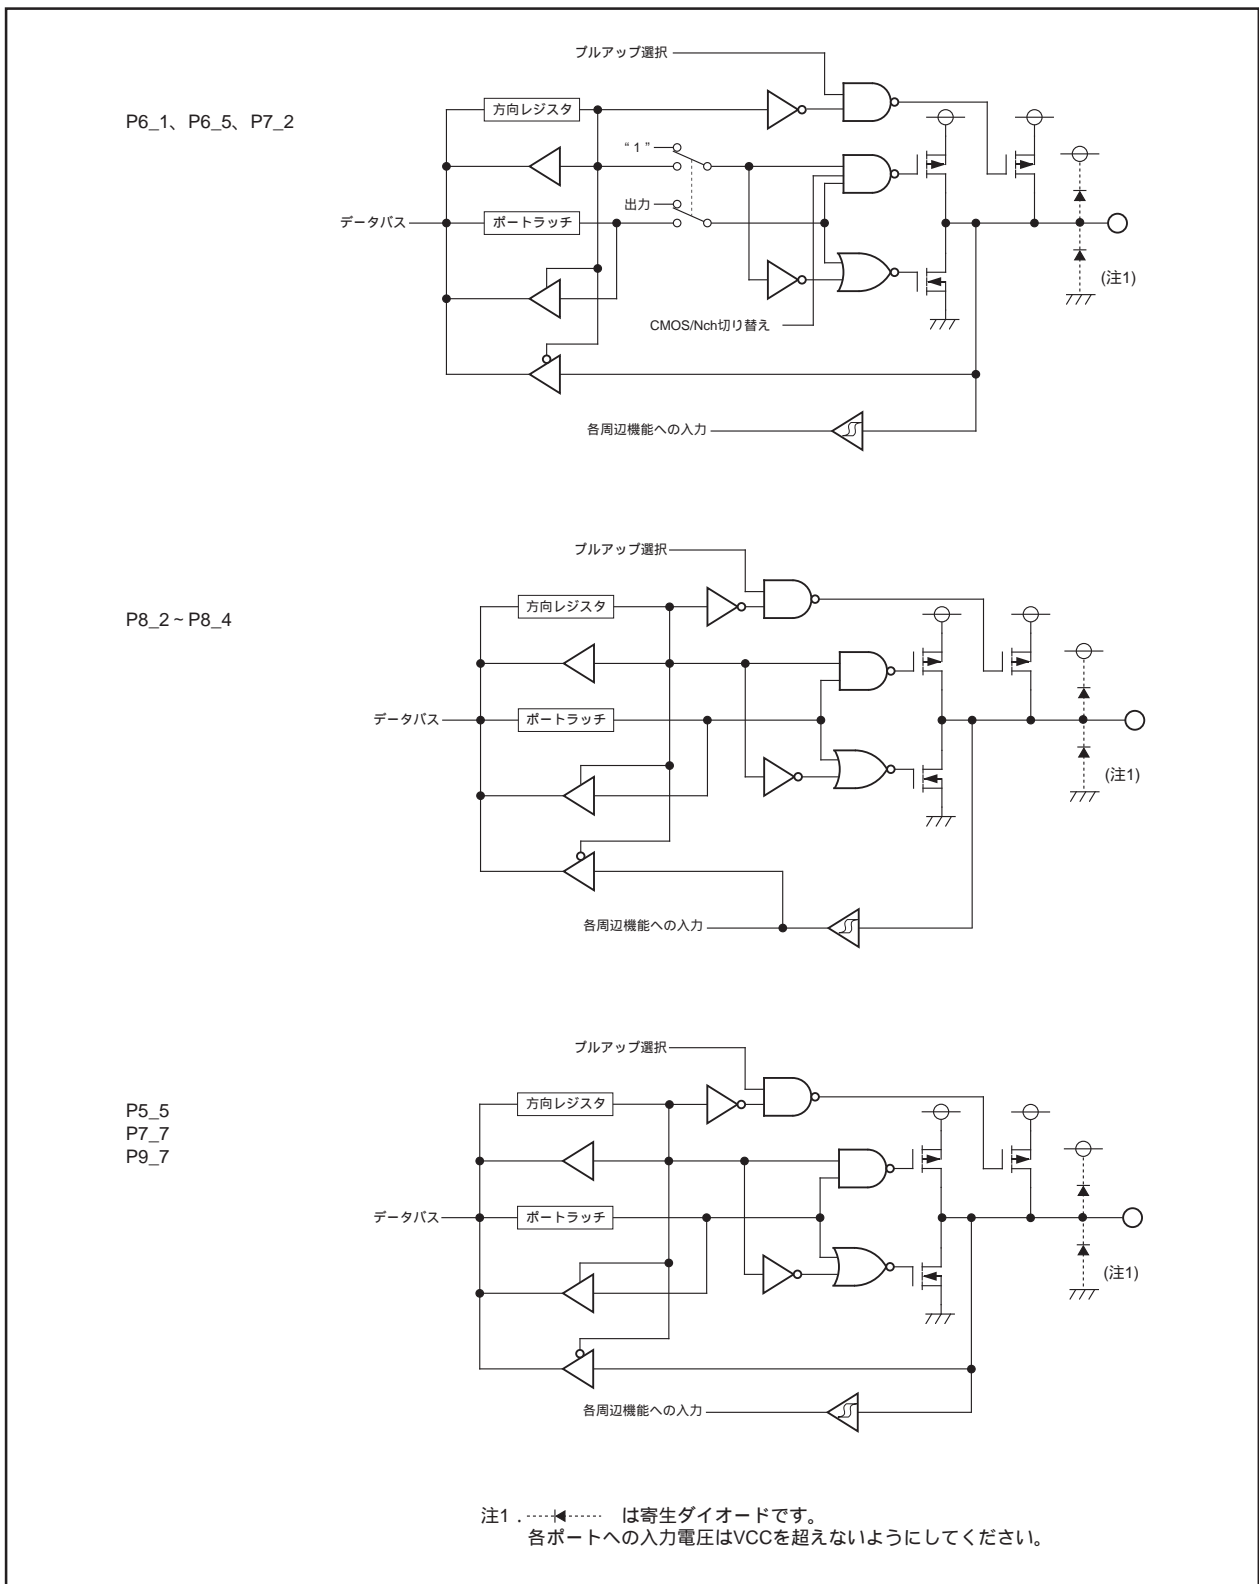 プルアップ選択
P6_1、P6_5、P7_2
方向レジスタ
“ 1 ”
出力
データバス
ポートラッチ
(注1)
CMOS/Nch切り替え
各周辺機能への入力
プルアップ選択
P8_2 ~ P8_4
方向レジスタ
データバス
ポートラッチ
(注1)
各周辺機能への入力
プルアップ選択
P5_5
P7_7
P9_7
方向レジスタ
データバス
ポートラッチ
(注1)
各周辺機能への入力
注1 . は寄生ダイオードです。
各ポートへの入力電圧はVCCを超えないようにしてください。